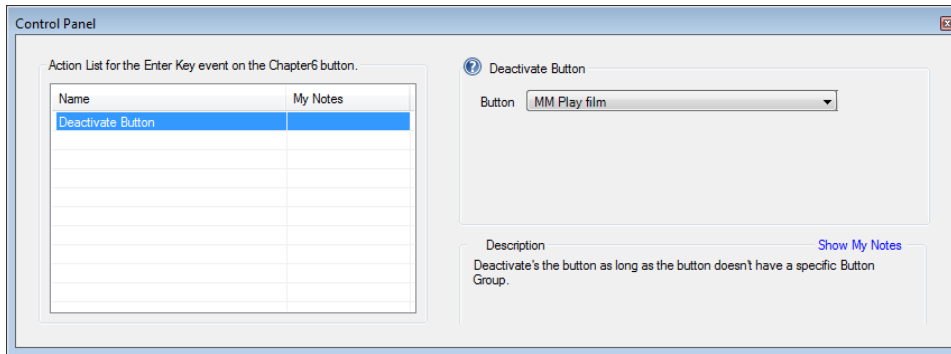 Control Panel
Action List for the Enter Key event on the Chapter6 button.
Name My Notes
Deactivate Button
Deactivate Button
Button MM Play film
Description Show My Notes
Deactivate's the button as long as the button doesn't have a specific Button
Group.